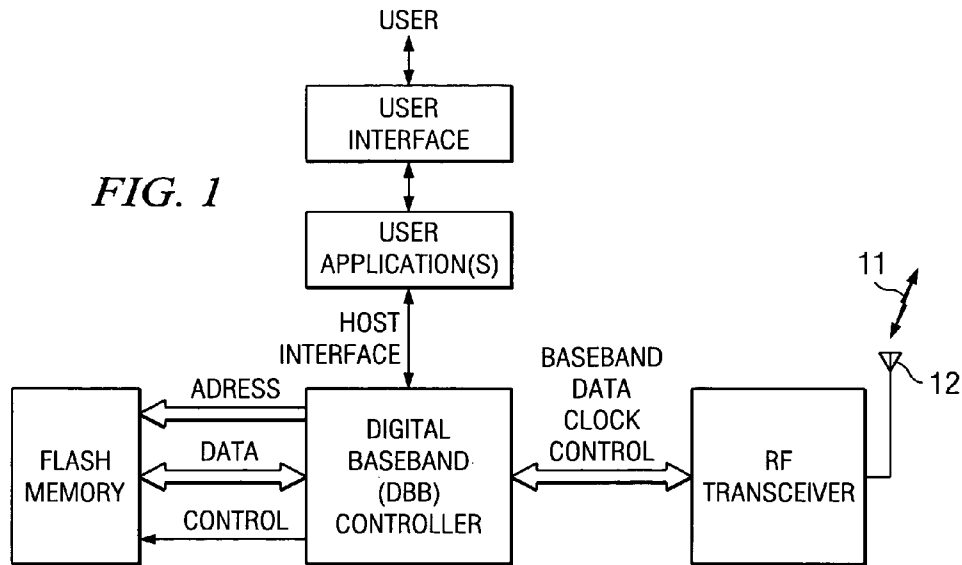 USER
USER
INTERFACE
FIG. 1
USER
APPLICATION(S)
11
HOST
INTERFACE
BASEBAND
DATA
CLOCK
CONTROL
12
ADRESS
DATA
CONTROL
FLASH
MEMORY
DIGITAL
BASEBAND
(DBB)
CONTROLLER
RF
TRANSCEIVER